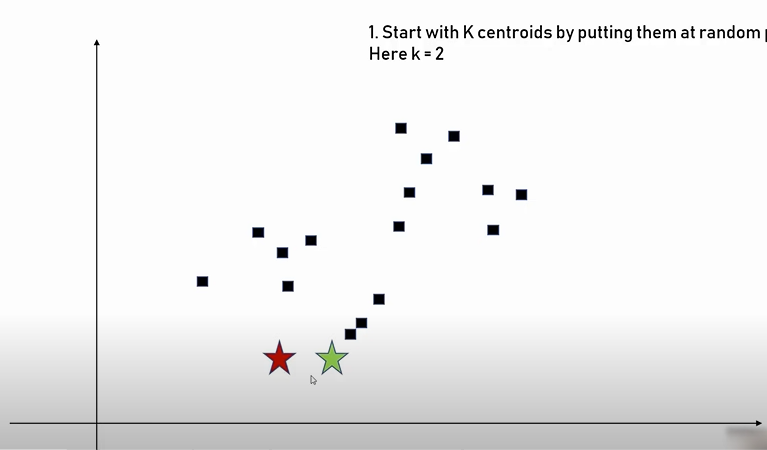 1. Start with K centroids by putting them at random
Here k = 2